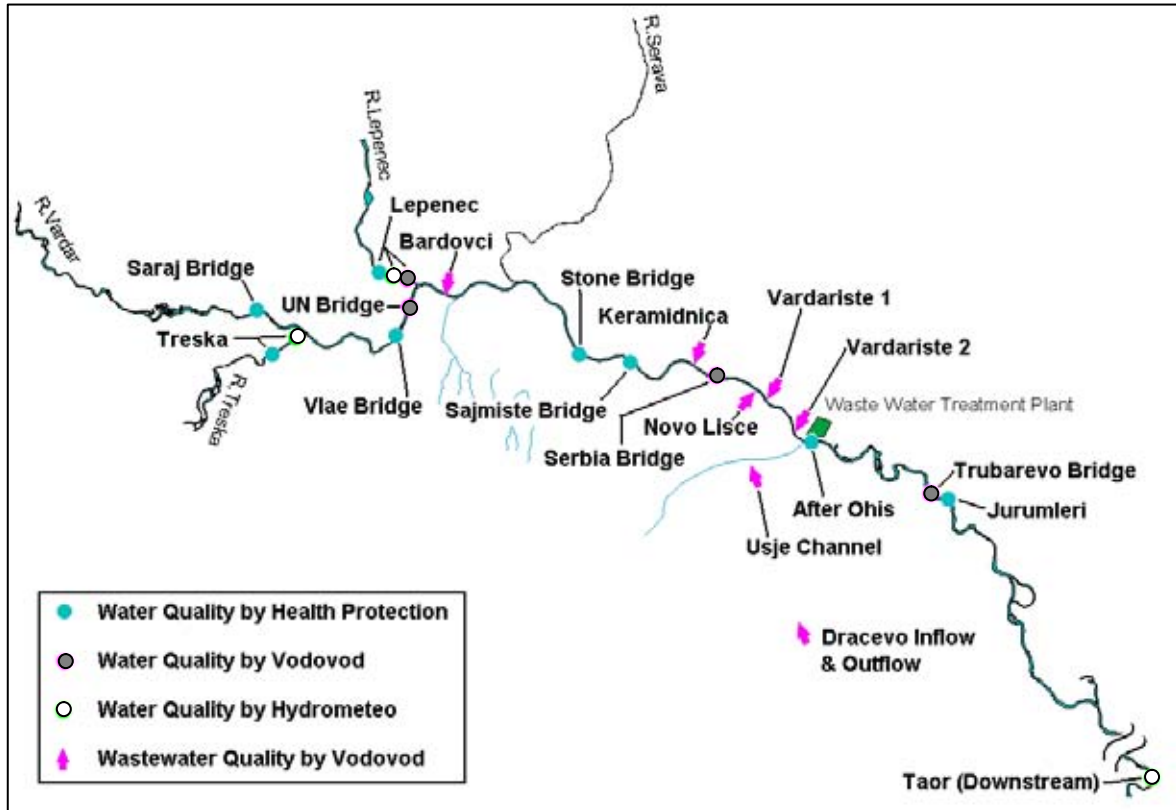 R.Serava
R.Lepenec
R.Vardar
Lepenec
Bardovci
Saraj Bridge
UN Bridge
Stone Bridge
Vardariste 1
Keramidnica
Treska
Vardariste 2
R.Treska
Vlae Bridge
Sajmiste Bridge
Novo Lisce
Waste Water Treatment Plant
Serbia Bridge
Trubarevo Bridge
After Ohis
Jurumleri
Usje Channel
Water Quality by Health Protection
Water Quality by Vodovod
Water Quality by Hydrometeo
Wastewater Quality by Vodovod
Dracevo Inflow
& Outflow
Taor (Downstream)